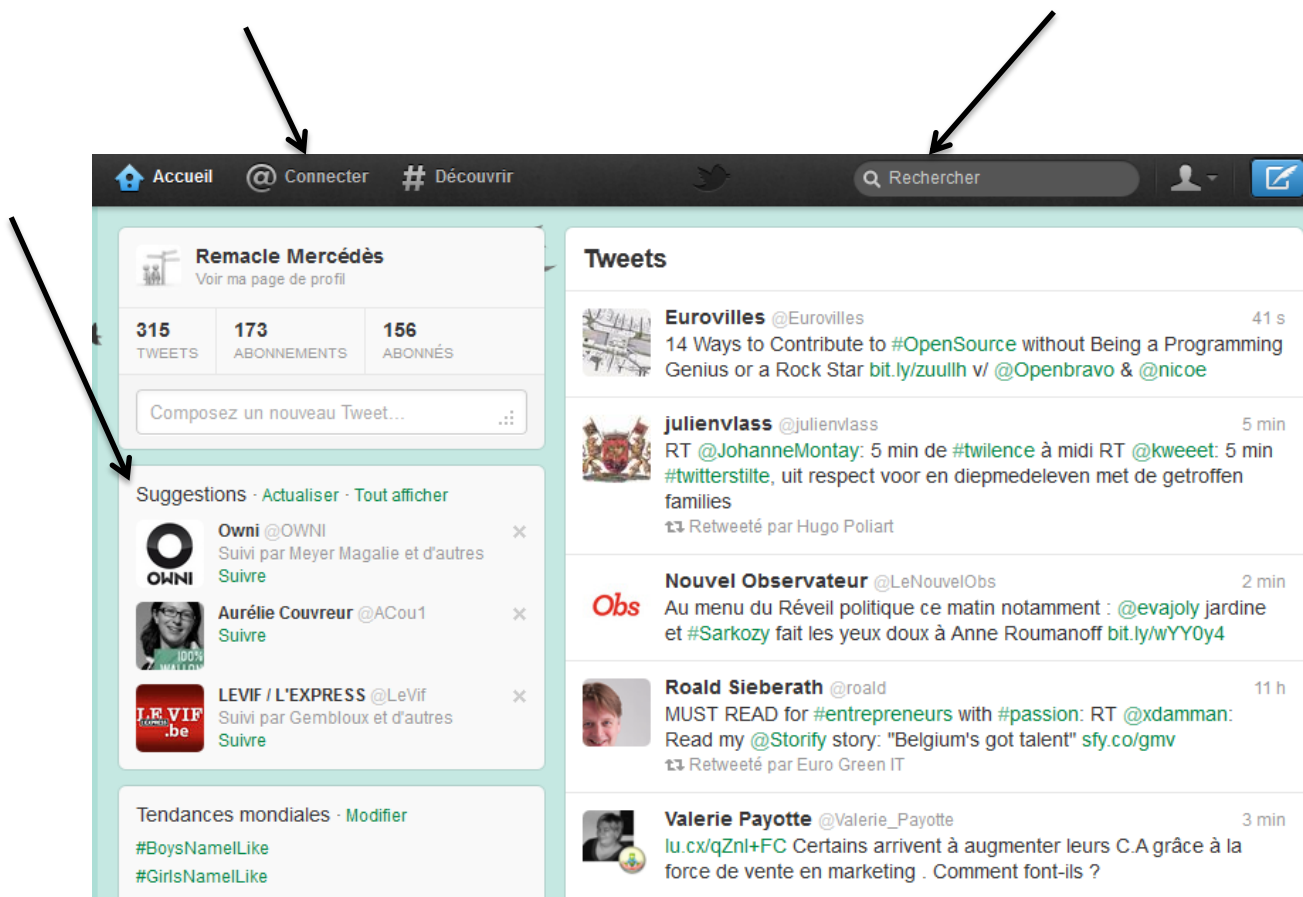 Accueil @ Connecter # Découvrir Rechercher
Remacle Mercédès
Voir ma page de profil
315 173 156
TWEETS ABONNEMENTS ABONNÉS
Composez un nouveau Tweet...
Suggestions · Actualiser · Tout afficher
OWNI
Owni @OWNI
Suivi par Meyer Magalie et d'autres
Suivre
100%
WALLON
Aurélie Couvreur @ACou1
Suivre
LE VIF
L'EXPRESS
.be
LEVIF / L'EXPRESS @LeVif
Suivi par Gembloux et d'autres
Suivre
Tendances mondiales · Modifier
#BoysNameILike
#GirlsNameILike
Tweets
Eurovilles @Eurovilles 41 s
14 Ways to Contribute to #OpenSource without Being a Programming
Genius or a Rock Star bit.ly/zuullh v/ @Openbravo & @nicoe
julienvlass @julienvlass 5 min
RT @JohanneMontay: 5 min de #twilence à midi RT @kweeet: 5 min
#twitterstilte, uit respect voor en diepmedeleven met de getroffen
families
Retweeté par Hugo Poliart
Obs
Nouvel Observateur @LeNouvelObs 2 min
Au menu du Réveil politique ce matin notamment : @evajoly jardine
et #Sarkozy fait les yeux doux à Anne Roumanoff bit.ly/wYY0y4
Roald Sieberath @roald 11 h
MUST READ for #entrepreneurs with #passion: RT @xdamman:
Read my @Storify story: "Belgium's got talent" sfy.co/gmv
Retweeté par Euro Green IT
Valerie Payotte @Valerie_Payotte 3 min
lu.cx/qZnl+FC Certains arrivent à augmenter leurs C.A grâce à la
force de vente en marketing . Comment font-ils ?